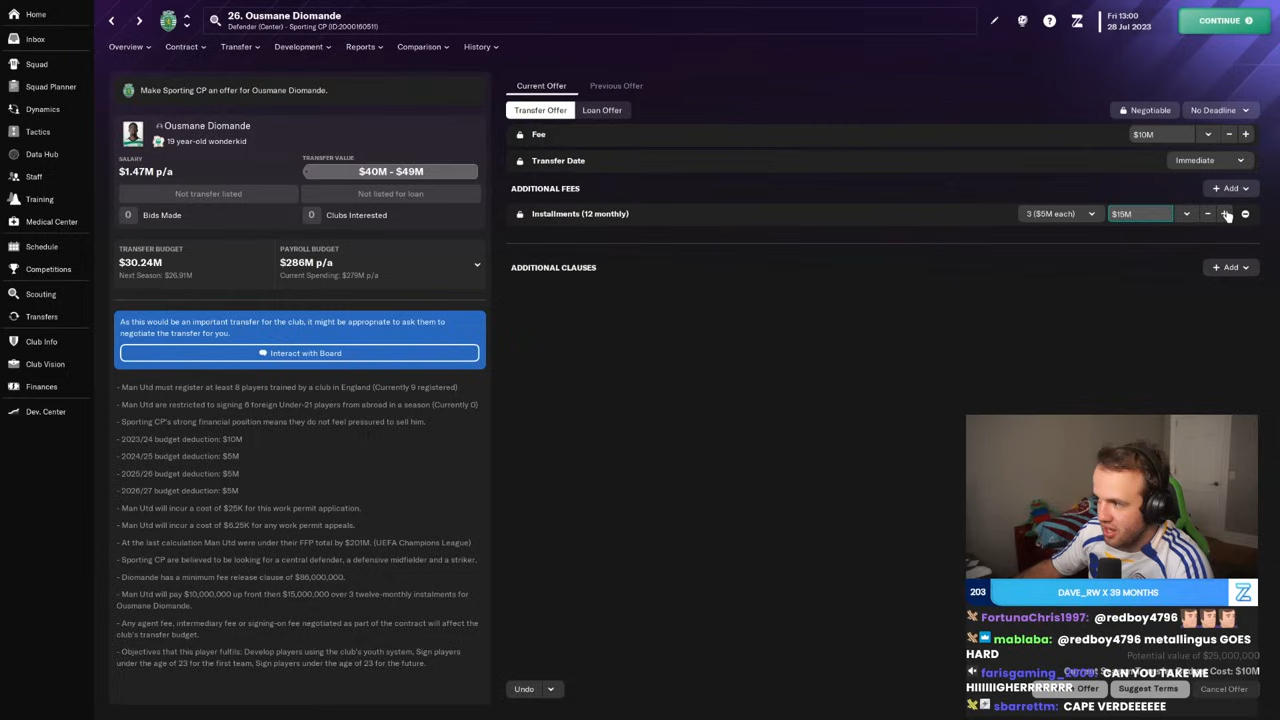 Home
Inbox
Squad
Squad Planner
Dynamics
Tactics
Data Hub
Staff
Training
Medical Center
Schedule
Competitions
Scouting
Transfers
Club Info
Club Vision
Finances
Dev. Center
26. Ousmane Diomande
Defender (Center) - Sporting CP (ID:2000160511)
Fri 13:00
28 Jul 2023
CONTINUE
Overview
Contract
Transfer
Development
Reports
Comparison
History
Make Sporting CP an offer for Ousmane Diomande.
Ousmane Diomande
19 year-old wonderkid
SALARY
$1.47M p/a
TRANSFER VALUE
$40M - $49M
Not transfer listed
Not listed for loan
0 Bids Made
0 Clubs Interested
TRANSFER BUDGET
$30.24M
Next Season: $26.91M
PAYROLL BUDGET
$286M p/a
Current Spending: $279M p/a
As this would be an important transfer for the club, it might be appropriate to ask them to
negotiate the transfer for you.
Interact with Board
- Man Utd must register at least 8 players trained by a club in England (Currently 9 registered)
- Man Utd are restricted to signing 6 foreign Under-21 players from abroad in a season (Currently 0)
- Sporting CP's strong financial position means they do not feel pressured to sell him.
- 2023/24 budget deduction: $10M
- 2024/25 budget deduction: $5M
- 2025/26 budget deduction: $5M
- 2026/27 budget deduction: $5M
- Man Utd will incur a cost of $25K for this work permit application.
- Man Utd will incur a cost of $6.25K for any work permit appeals.
- At the last calculation Man Utd were under their FFP total by $201M. (UEFA Champions League)
- Sporting CP are believed to be looking for a central defender, a defensive midfielder and a striker.
- Diomande has a minimum fee release clause of $86,000,000.
- Man Utd will pay $10,000,000 up front then $15,000,000 over 3 twelve-monthly instalments for
Ousmane Diomande.
- Any agent fee, intermediary fee or signing-on fee negotiated as part of the contract will affect the
club's transfer budget.
- Objectives that this player fulfils: Develop players using the club's youth system, Sign players
under the age of 23 for the first team, Sign players under the age of 23 for the future.
Current Offer
Previous Offer
Transfer Offer
Loan Offer
Negotiable
No Deadline
Fee
$10M
Transfer Date
Immediate
ADDITIONAL FEES
Add
Installments (12 monthly)
3 ($5M each)
$15M
ADDITIONAL CLAUSES
Add
203 DAVE_RW X 39 MONTHS
FortunaChris1997: @redboy4796
mablaba: @redboy4796 metallingus GOES
HARD
Potential value of $25,000,000
Cost: $10M
CAN YOU TAKE ME
HIIIIIGHERRRRRRR
sbarrettm: CAPE VERDEEEEEE
Undo
Offer
Suggest Terms
Cancel Offer